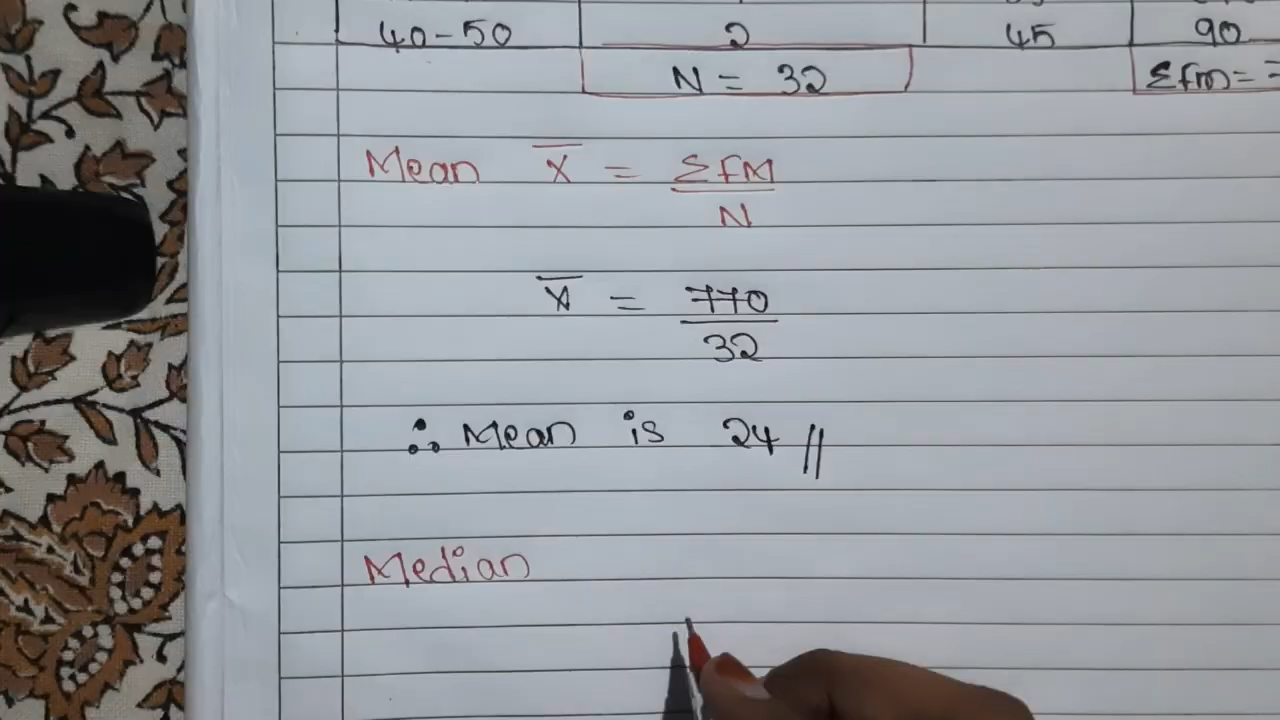 40-50 2 45 90
N = 32 Σfm=
Mean X̅ = ΣfM
N
X̅ = 770
32
∴ Mean is 24 //
Median